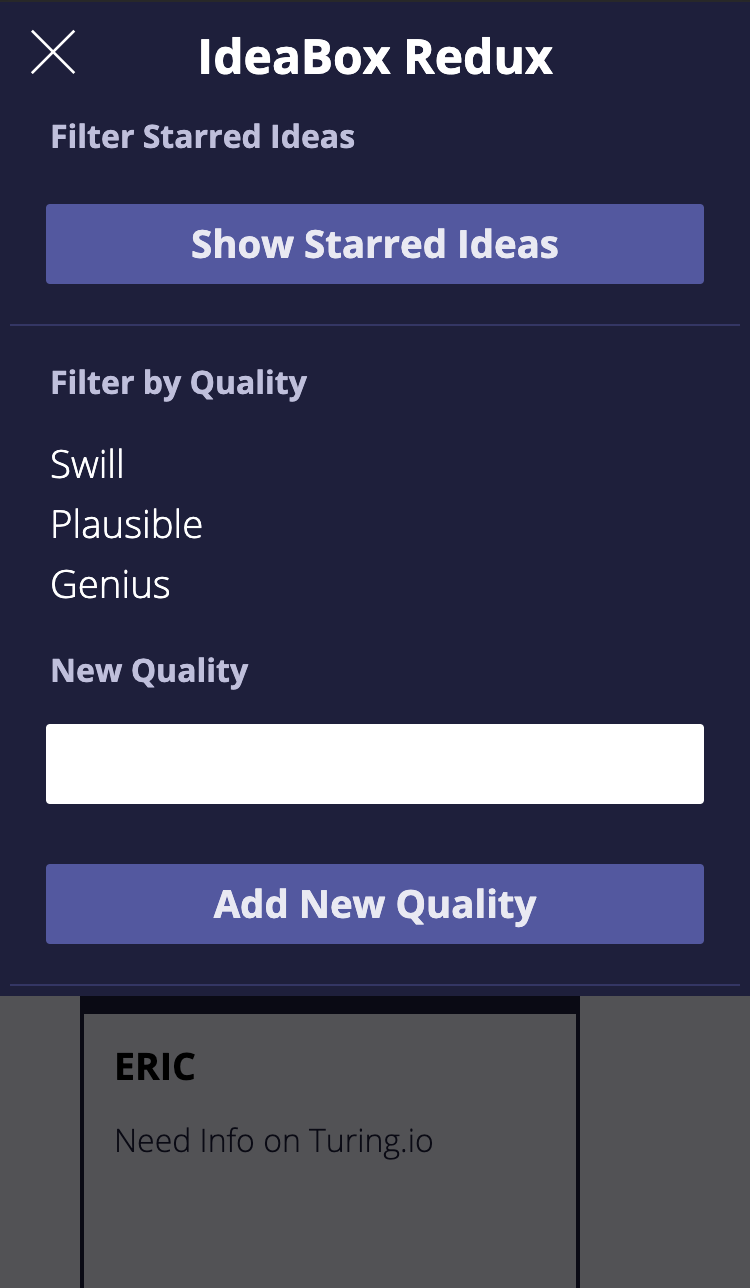 IdeaBox Redux
Filter Starred Ideas
Show Starred Ideas
Filter by Quality
Swill
Plausible
Genius
New Quality
Add New Quality
ERIC
Need Info on Turing.io